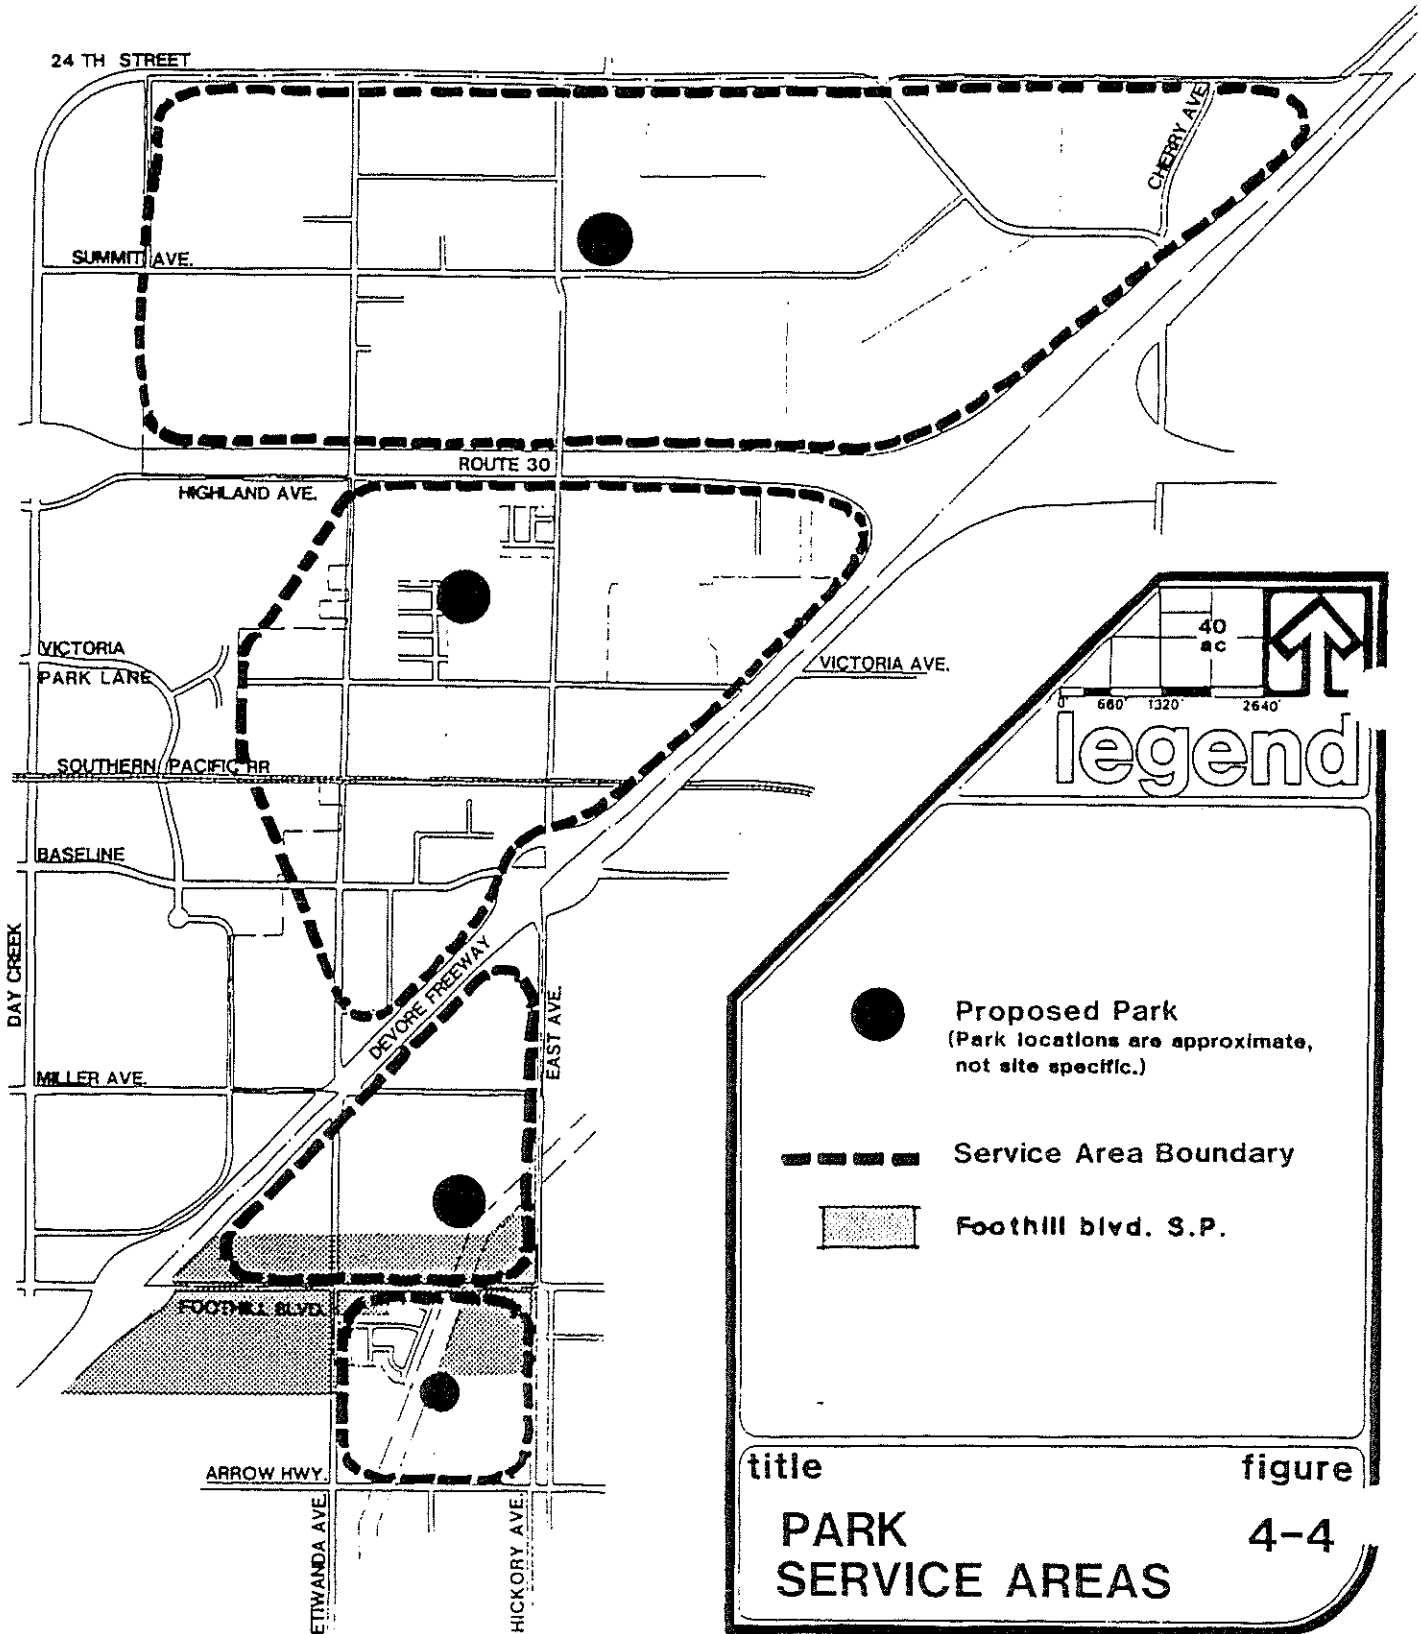 24 TH STREET
CHERRY AVE.
SUMMIT AVE.
ROUTE 30
HIGHLAND AVE.
VICTORIA
PARK LANE
VICTORIA AVE.
SOUTHERN PACIFIC RR
BASELINE
DAY CREEK
DEVORE FREEWAY
EAST AVE.
MILLER AVE.
FOOTHILL BLVD.
ARROW HWY.
ETIWANDA AVE.
HICKORY AVE.
40
ac
0 660' 1320' 2640'
legend
Proposed Park
(Park locations are approximate,
not site specific.)
Service Area Boundary
Foothill blvd. S.P.
title figure
PARK 4-4
SERVICE AREAS